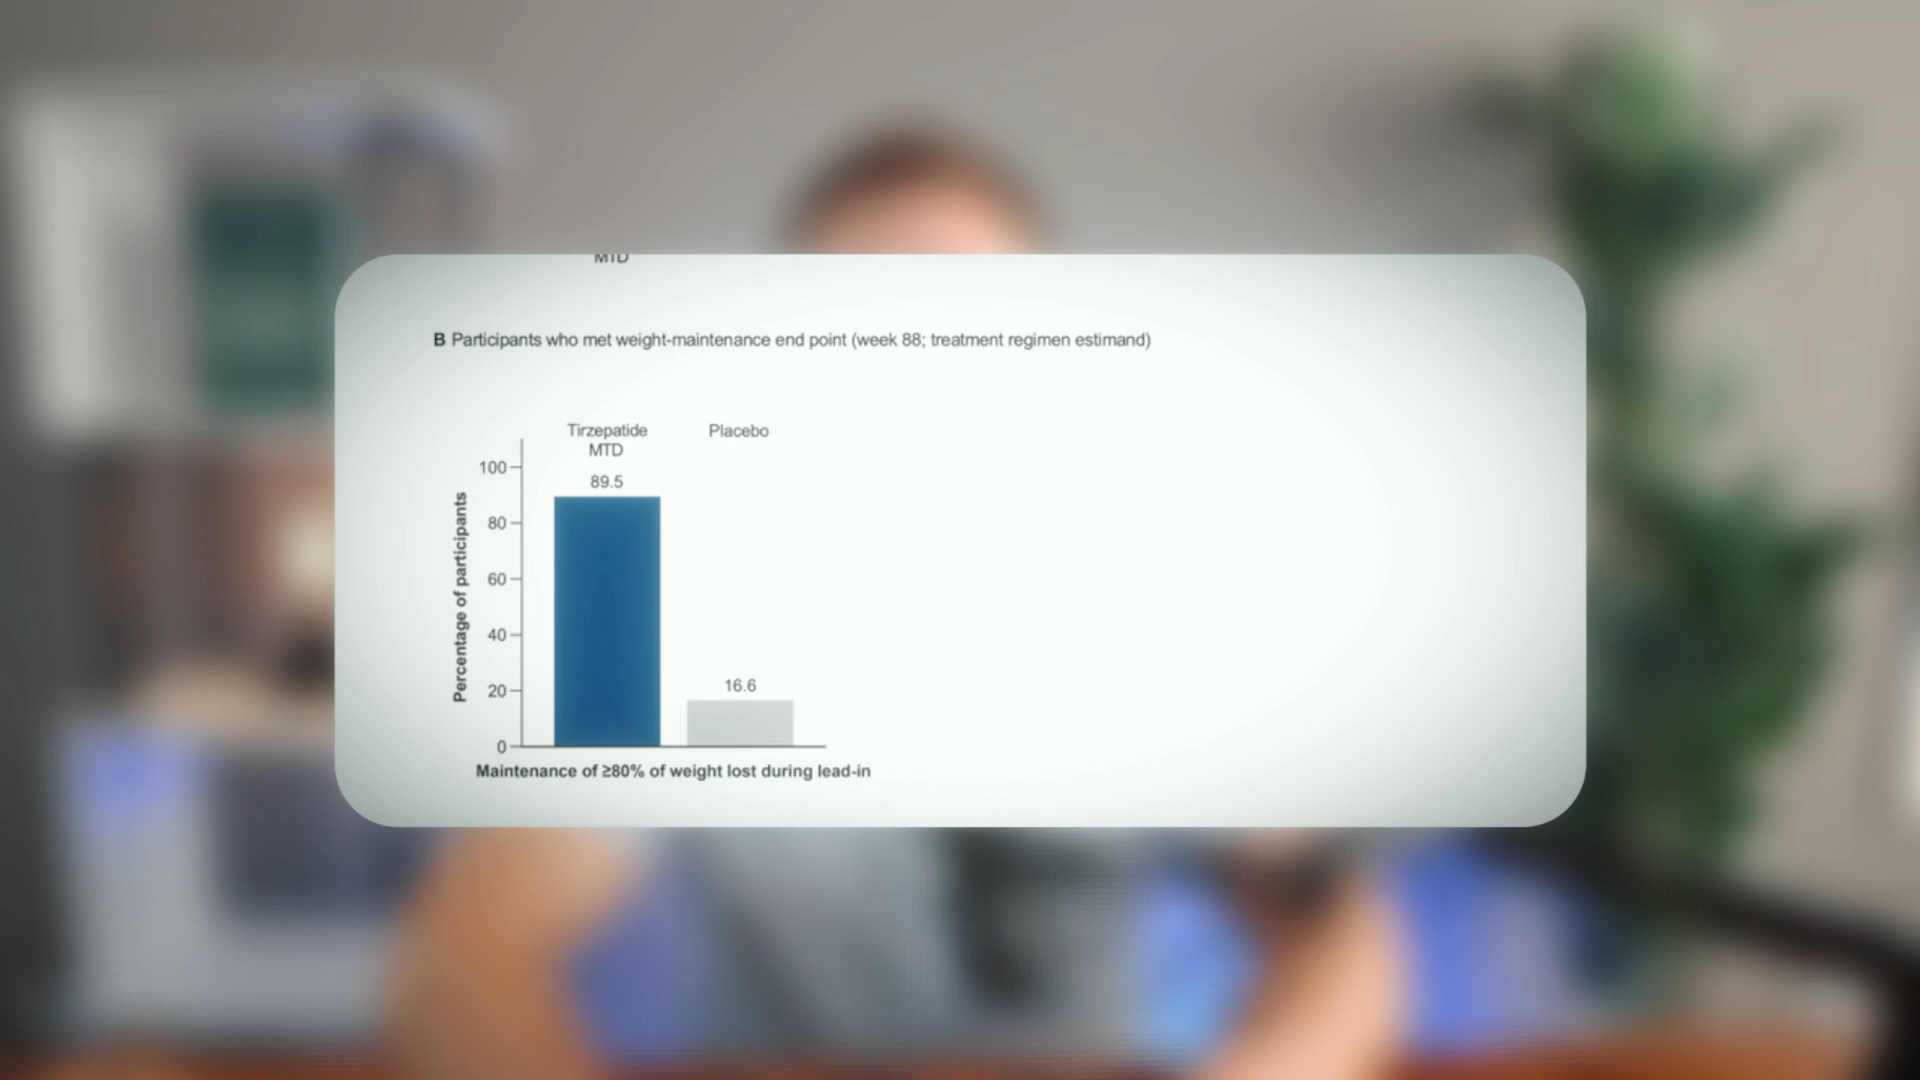 MTD
B Participants who met weight-maintenance end point (week 88; treatment regimen estimand)
Tirzepatide
MTD
Placebo
100
89.5
80
60
40
20
16.6
0
Percentage of participants
Maintenance of ≥80% of weight lost during lead-in